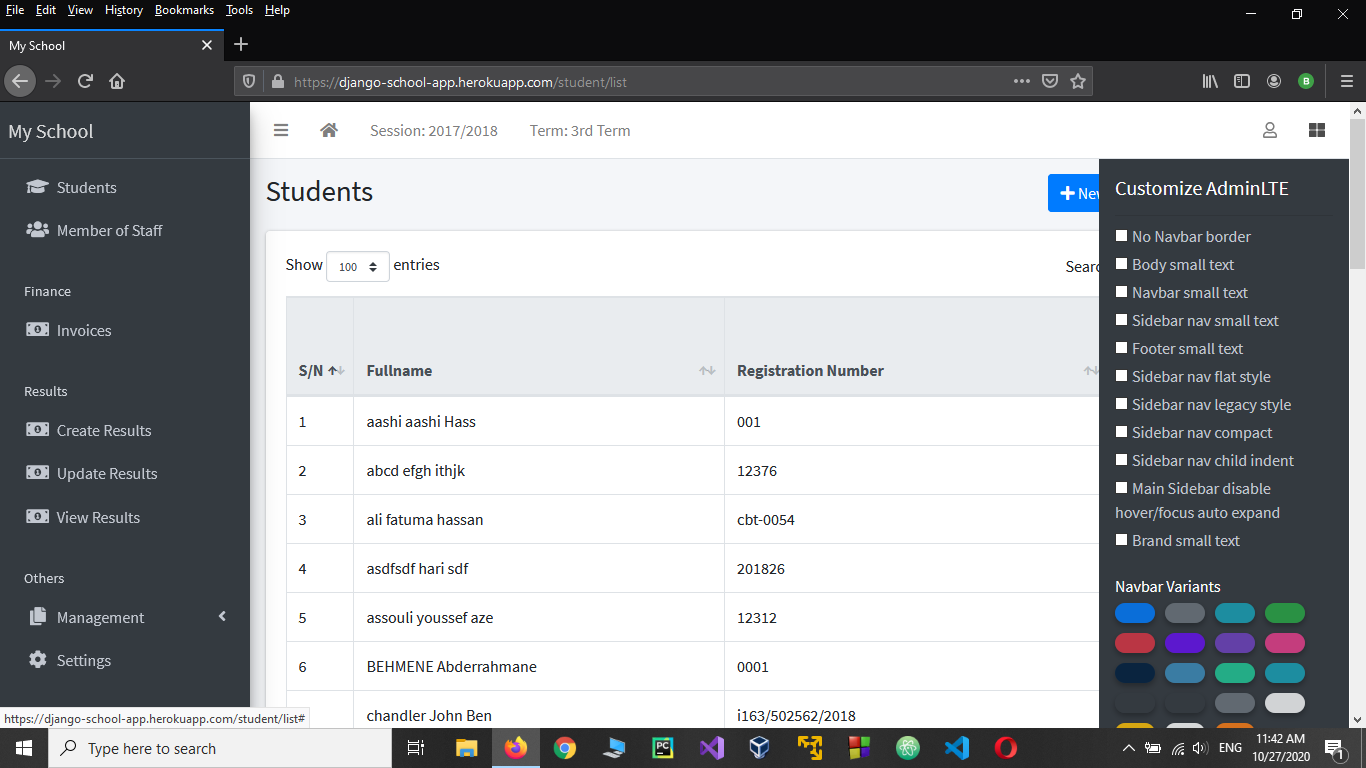 File Edit View History Bookmarks Tools Help
My School
https://django-school-app.herokuapp.com/student/list
My School
Session: 2017/2018 Term: 3rd Term
Students
Member of Staff
Finance
Invoices
Results
Create Results
Update Results
View Results
Others
Management
Settings
Students
New
Show 100 entries
Searc
S/N Fullname Registration Number
1 aashi aashi Hass 001
2 abcd efgh ithjk 12376
3 ali fatuma hassan cbt-0054
4 asdfsdf hari sdf 201826
5 assouli youssef aze 12312
6 BEHMENE Abderrahmane 0001
chandler John Ben i163/502562/2018
Customize AdminLTE
No Navbar border
Body small text
Navbar small text
Sidebar nav small text
Footer small text
Sidebar nav flat style
Sidebar nav legacy style
Sidebar nav compact
Sidebar nav child indent
Main Sidebar disable
hover/focus auto expand
Brand small text
Navbar Variants
https://django-school-app.herokuapp.com/student/list#
Type here to search
ENG
11:42 AM
10/27/2020